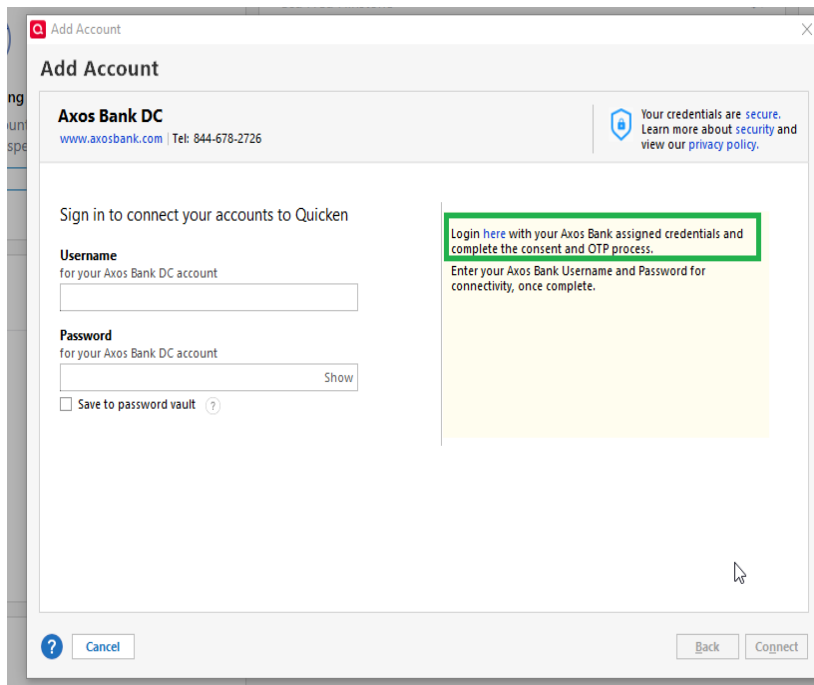 Add Account
Add Account
ng
oun
spe
Axos Bank DC
www.axosbank.com | Tel: 844-678-2726
Your credentials are secure.
Learn more about security and
view our privacy policy.
Sign in to connect your accounts to Quicken
Username
for your Axos Bank DC account
Password
for your Axos Bank DC account
Show
Save to password vault ?
Login here with your Axos Bank assigned credentials and
complete the consent and OTP process.
Enter your Axos Bank Username and Password for
connectivity, once complete.
? Cancel
Back Connect